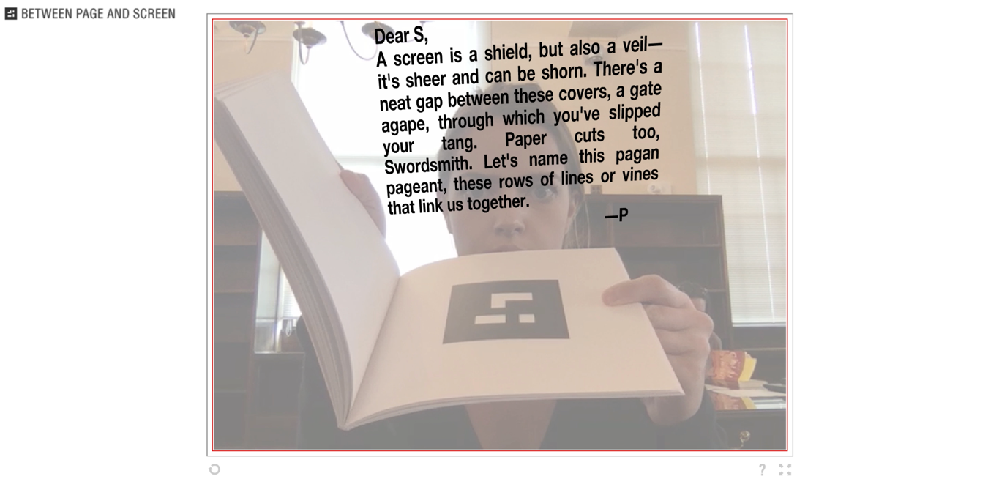 BETWEEN PAGE AND SCREEN
Dear S,
A screen is a shield, but also a veil—
it's sheer and can be shorn. There's a
neat gap between these covers, a gate
agape, through which you've slipped
your tang. Paper cuts too,
Swordsmith. Let's name this pagan
pageant, these rows of lines or vines
that link us together.
—P
?